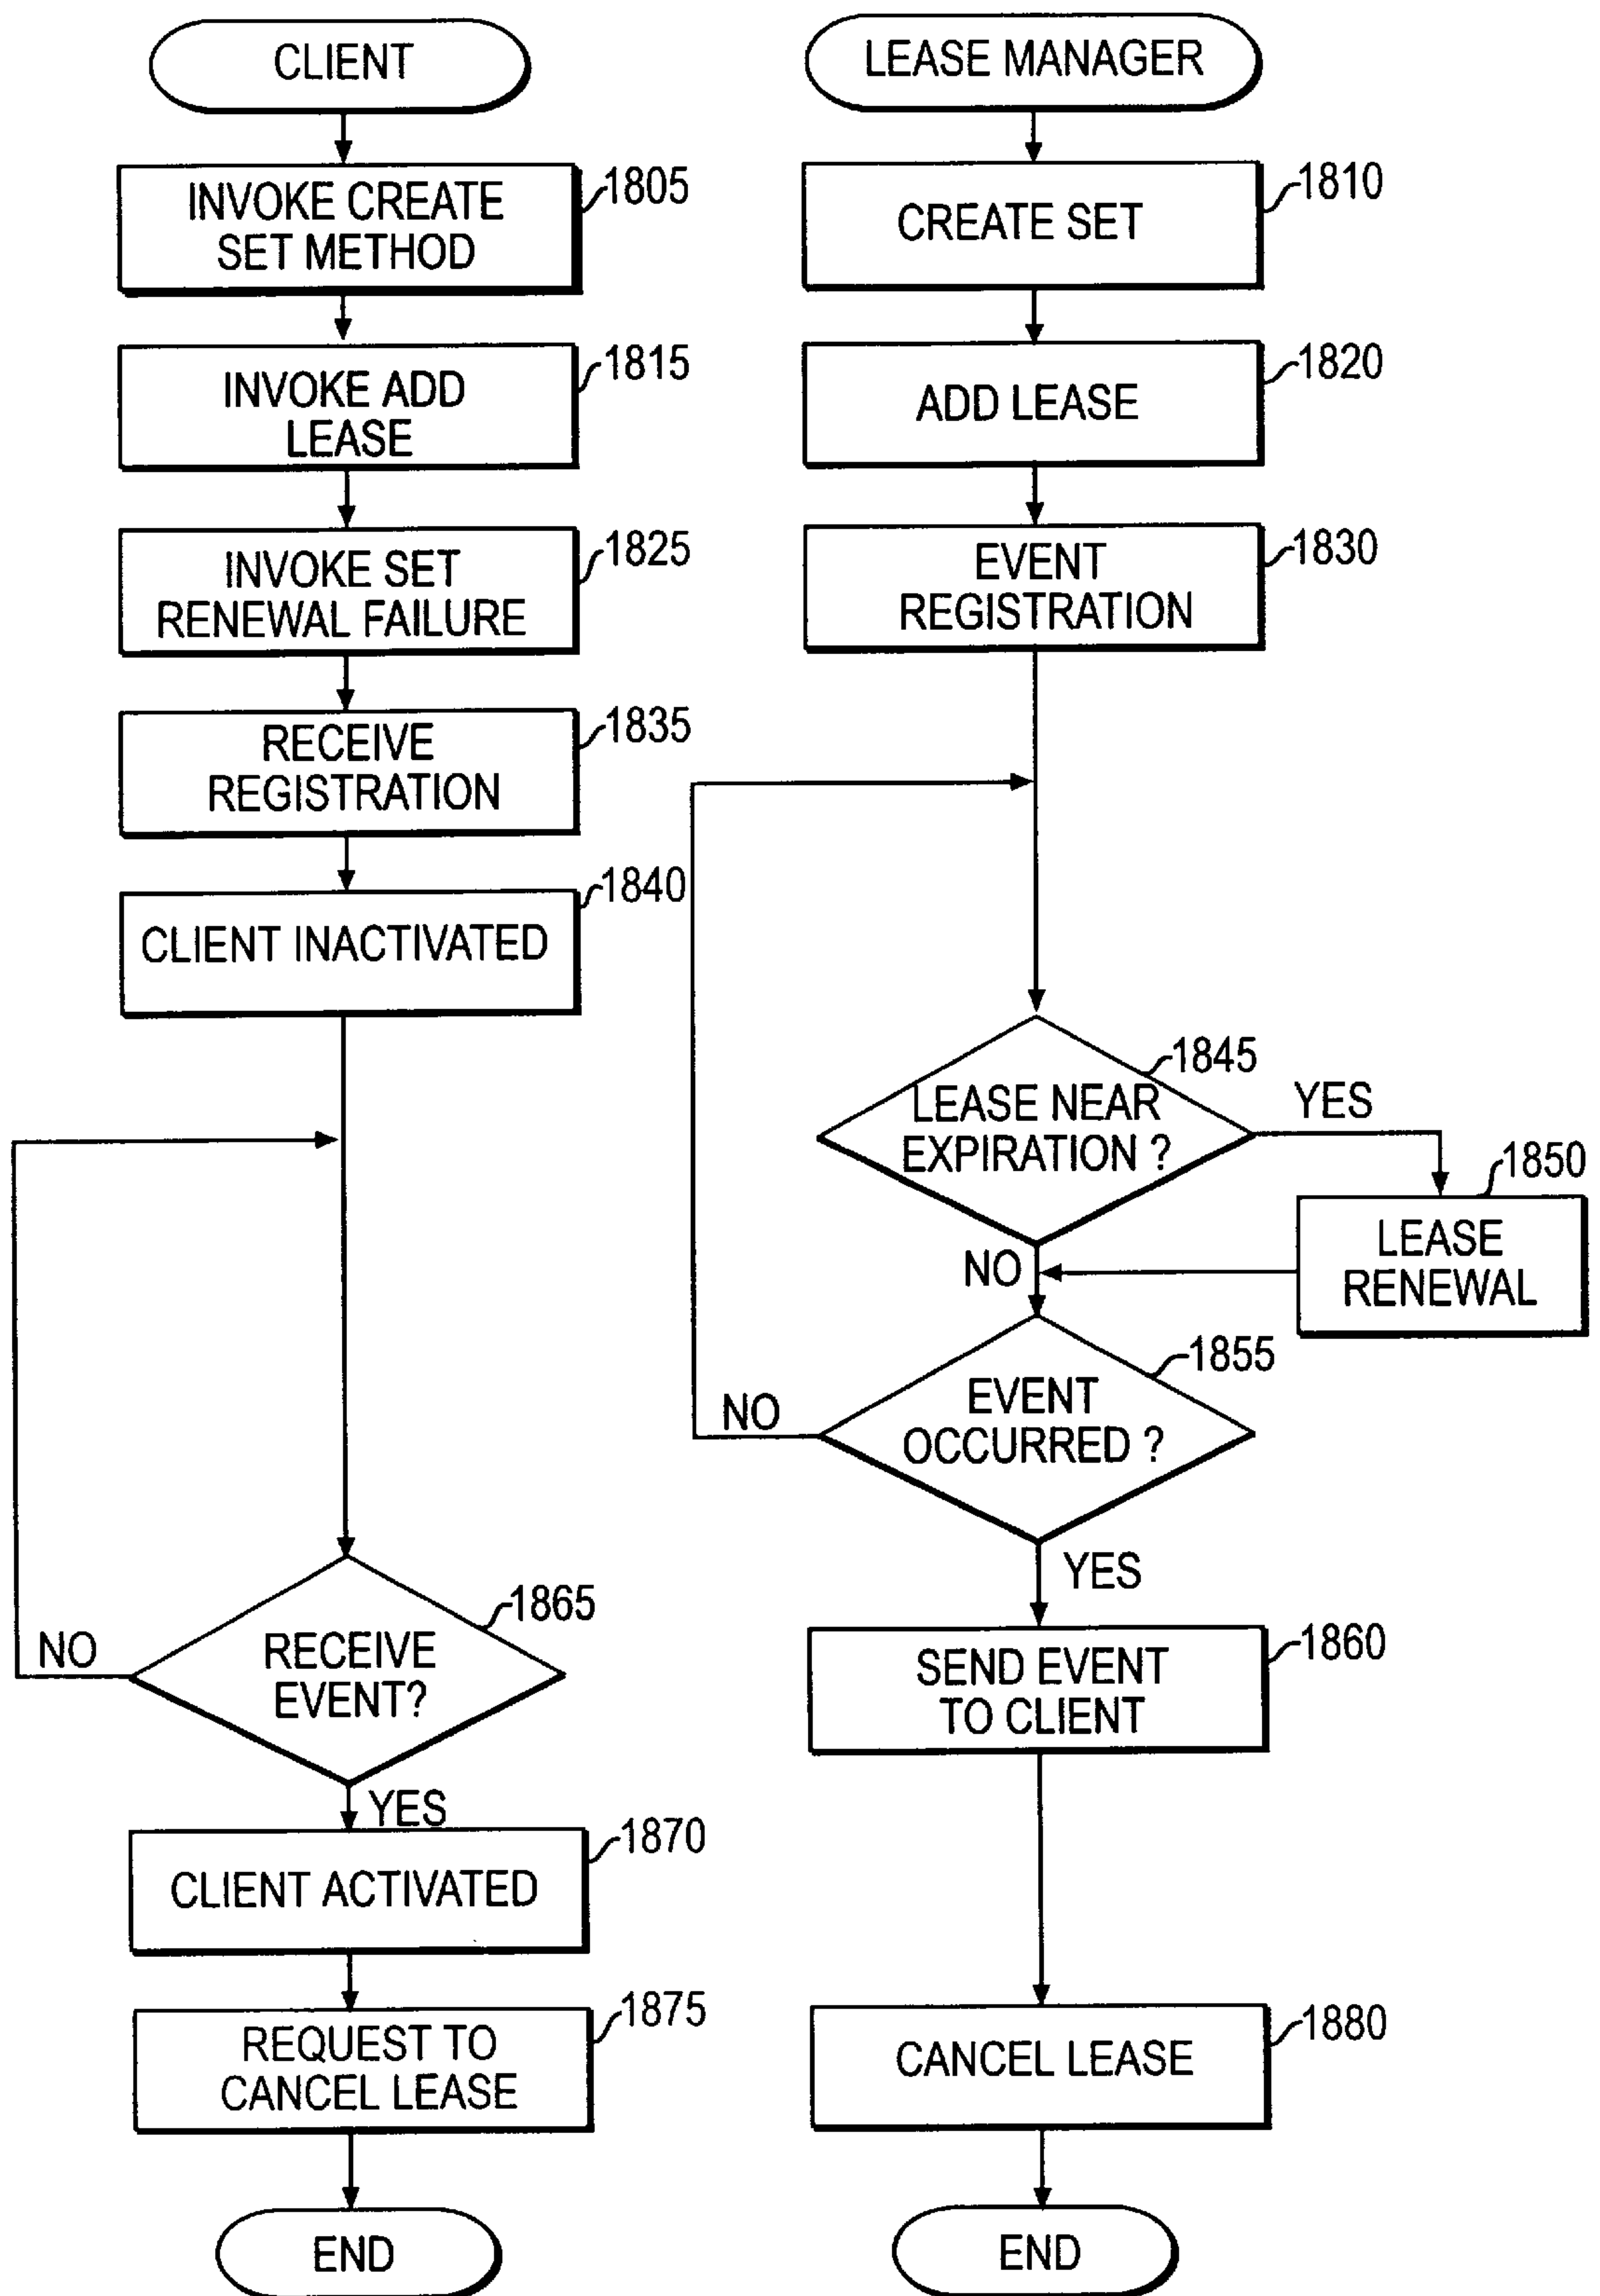 CLIENT
INVOKE CREATE
SET METHOD
1805
INVOKE ADD
LEASE
1815
INVOKE SET
RENEWAL FAILURE
1825
RECEIVE
REGISTRATION
1835
CLIENT INACTIVATED
1840
RECEIVE
EVENT?
1865
NO
YES
CLIENT ACTIVATED
1870
REQUEST TO
CANCEL LEASE
1875
END
LEASE MANAGER
CREATE SET
1810
ADD LEASE
1820
EVENT
REGISTRATION
1830
LEASE NEAR
EXPIRATION ?
1845
YES
LEASE
RENEWAL
1850
NO
EVENT
OCCURRED ?
1855
NO
YES
SEND EVENT
TO CLIENT
1860
CANCEL LEASE
1880
END